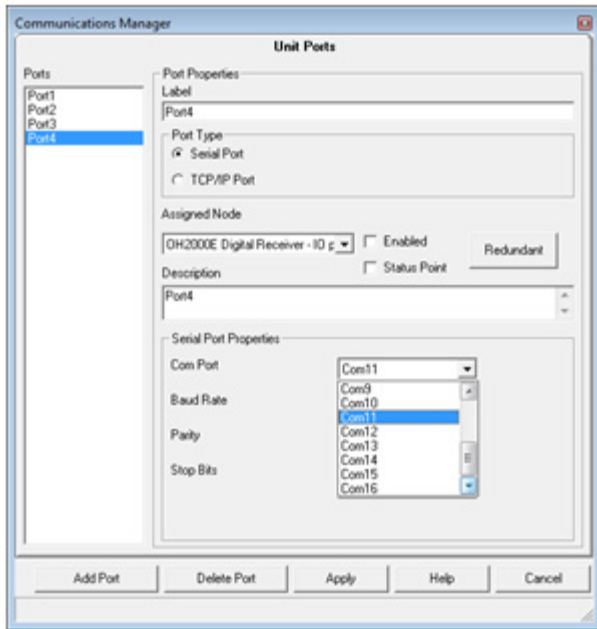 Communications Manager
Unit Ports
Ports
Port1
Port2
Port3
Port4
Port Properties
Label
Port4
Port Type
Serial Port
TCP/IP Port
Assigned Node
OH2000E Digital Receiver - IO p
Enabled
Status Point
Redundant
Description
Port4
Serial Port Properties
Com Port
Com11
Baud Rate
Parity
Stop Bits
Com9
Com10
Com11
Com12
Com13
Com14
Com15
Com16
Add Port
Delete Port
Apply
Help
Cancel